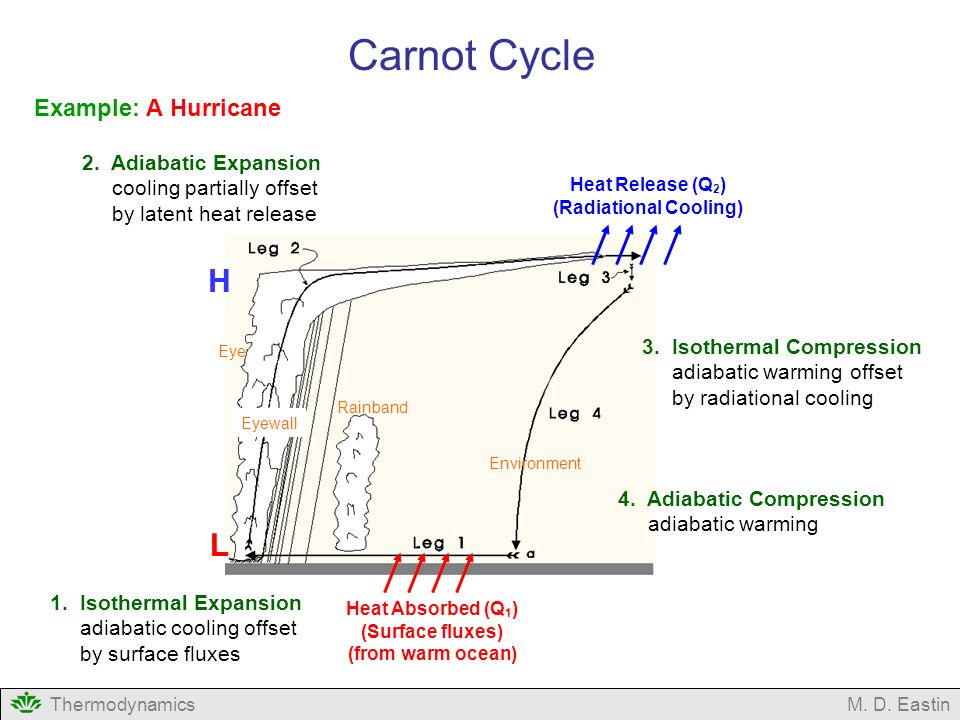 Carnot Cycle
Example: A Hurricane
2. Adiabatic Expansion
cooling partially offset
by latent heat release
Heat Release (Q₂)
(Radiational Cooling)
Leg 2
H
Leg 3
Eye
3. Isothermal Compression
adiabatic warming offset
by radiational cooling
Rainband
Leg 4
Eyewall
Environment
4. Adiabatic Compression
adiabatic warming
L
Leg 1
a
1. Isothermal Expansion
adiabatic cooling offset
by surface fluxes
Heat Absorbed (Q₁)
(Surface fluxes)
(from warm ocean)
Thermodynamics
M. D. Eastin